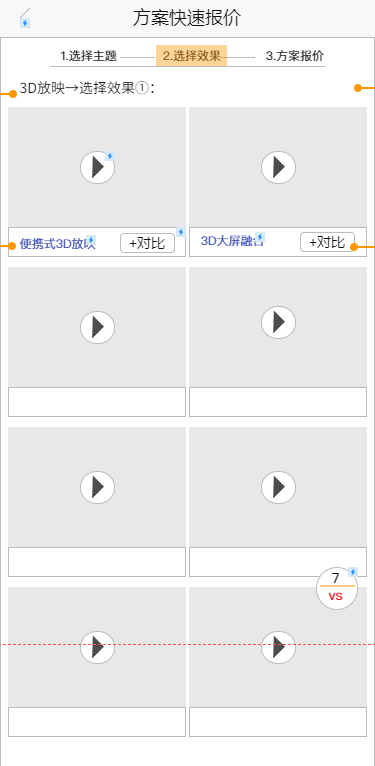 方案快速报价
1.选择主题 2.选择效果 3.方案报价
3D放映→选择效果①:
便携式3D放映 +对比
3D大屏融合 +对比
7
VS